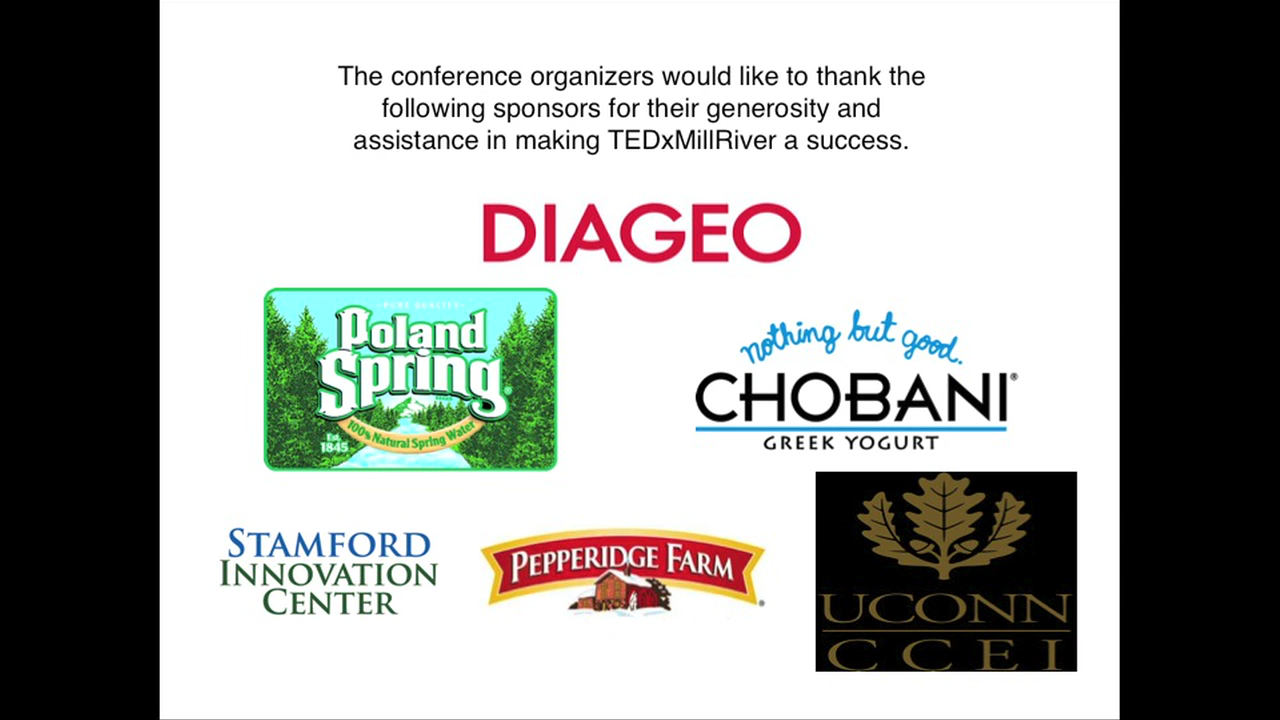 The conference organizers would like to thank the
following sponsors for their generosity and
assistance in making TEDxMillRiver a success.
DIAGEO
PURE QUALITY
Poland
Spring®
100% Natural Spring Water
Est.
1845
nothing but good.
CHOBANI®
GREEK YOGURT
STAMFORD
INNOVATION
CENTER
PEPPERIDGE FARM
UCONN
CCEI